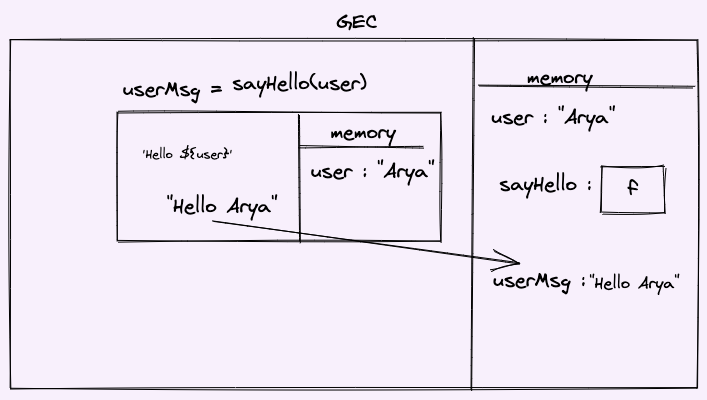 GEC
userMsg = sayHello(user)
'Hello ${user}'
"Hello Arya"
memory
user : "Arya"
memory
user : "Arya"
sayHello : f
userMsg : "Hello Arya"